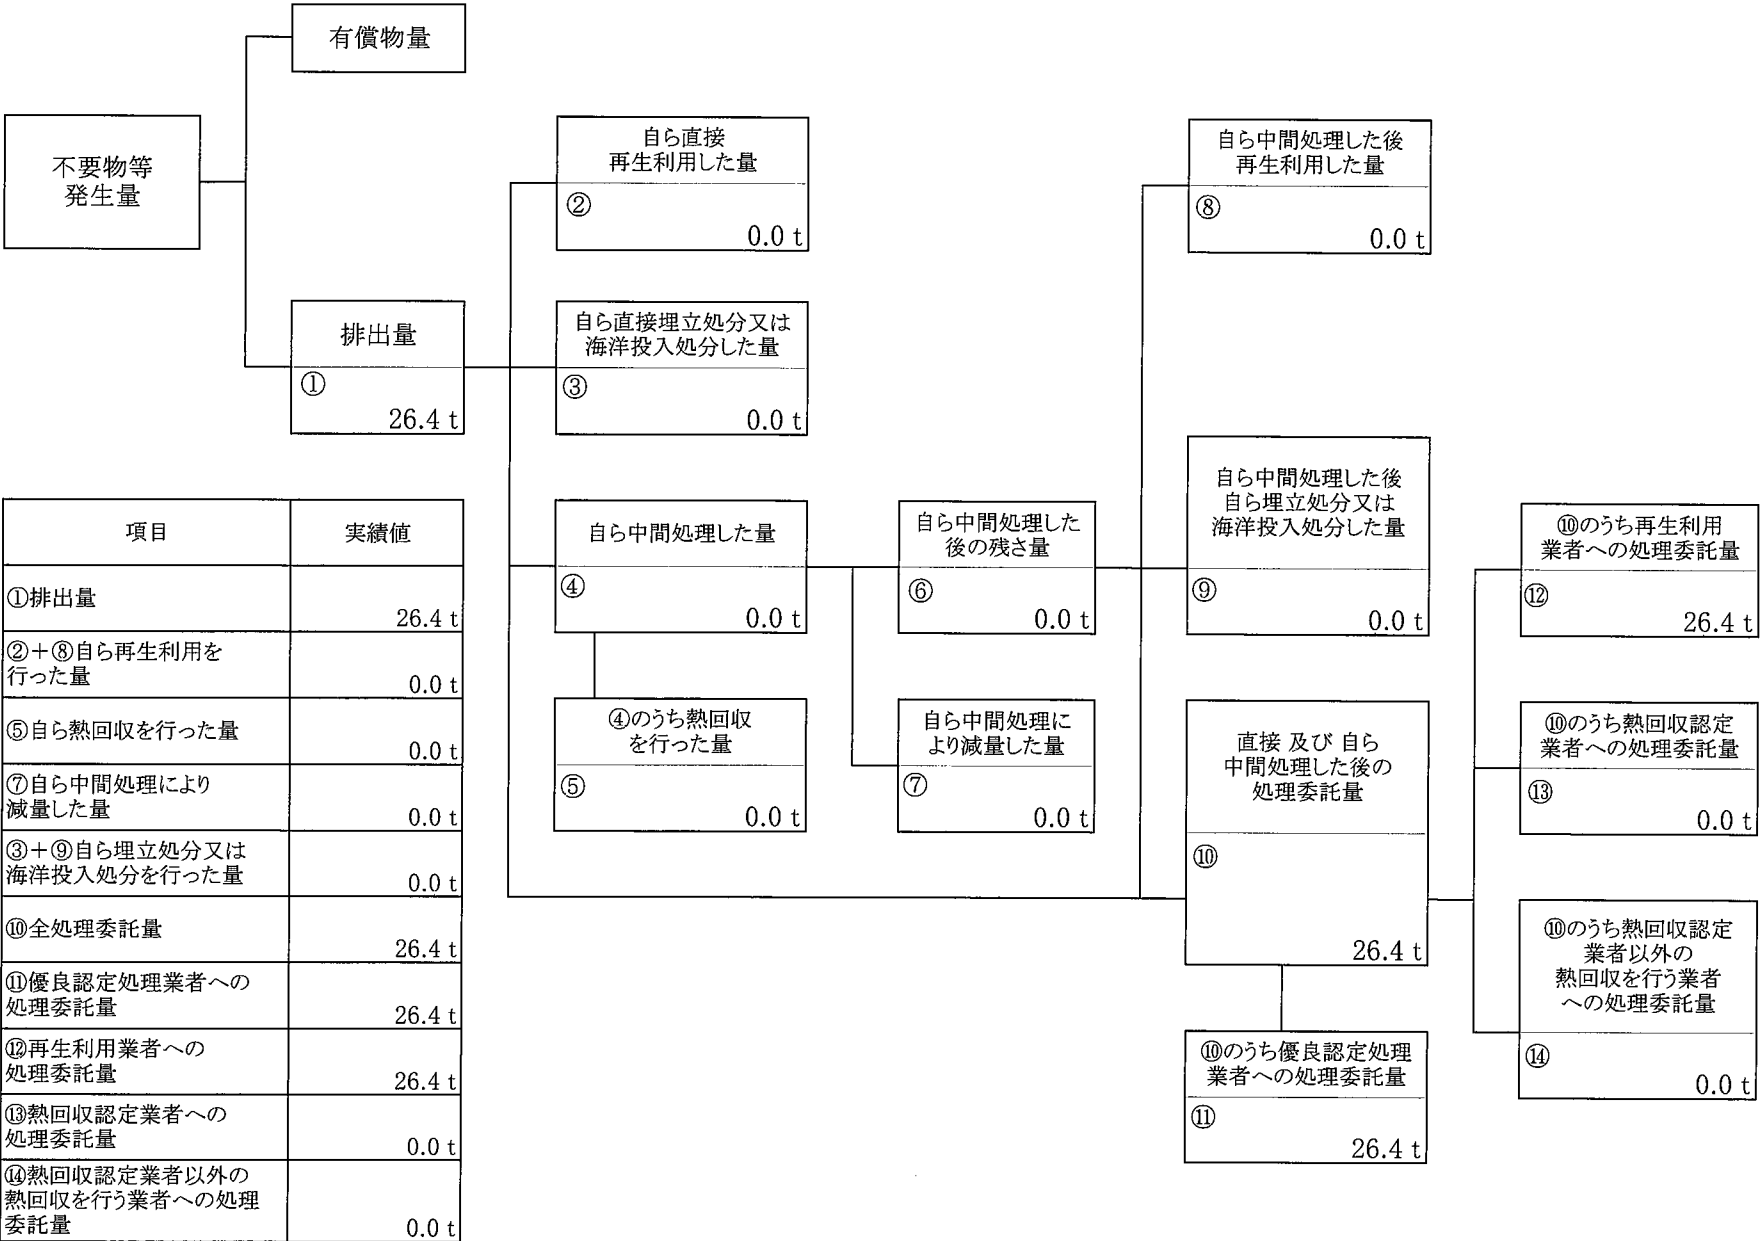 有償物量
不要物等
発生量
排出量
①
26.4 t
自ら直接
再生利用した量
②
0.0 t
自ら直接埋立処分又は
海洋投入処分した量
③
0.0 t
自ら中間処理した量
④
0.0 t
④のうち熱回収
を行った量
⑤
0.0 t
自ら中間処理した
後の残さ量
⑥
0.0 t
自ら中間処理に
より減量した量
⑦
0.0 t
自ら中間処理した後
再生利用した量
⑧
0.0 t
自ら中間処理した後
自ら埋立処分又は
海洋投入処分した量
⑨
0.0 t
直接 及び 自ら
中間処理した後の
処理委託量
⑩
26.4 t
⑩のうち優良認定処理
業者への処理委託量
⑪
26.4 t
⑩のうち再生利用
業者への処理委託量
⑫
26.4 t
⑩のうち熱回収認定
業者への処理委託量
⑬
0.0 t
⑩のうち熱回収認定
業者以外の
熱回収を行う業者
への処理委託量
⑭
0.0 t
項目 実績値
①排出量
26.4 t
②＋⑧自ら再生利用を
行った量
0.0 t
⑤自ら熱回収を行った量
0.0 t
⑦自ら中間処理により
減量した量
0.0 t
③＋⑨自ら埋立処分又は
海洋投入処分を行った量
0.0 t
⑩全処理委託量
26.4 t
⑪優良認定処理業者への
処理委託量
26.4 t
⑫再生利用業者への
処理委託量
26.4 t
⑬熱回収認定業者への
処理委託量
0.0 t
⑭熱回収認定業者以外の
熱回収を行う業者への処理
委託量
0.0 t